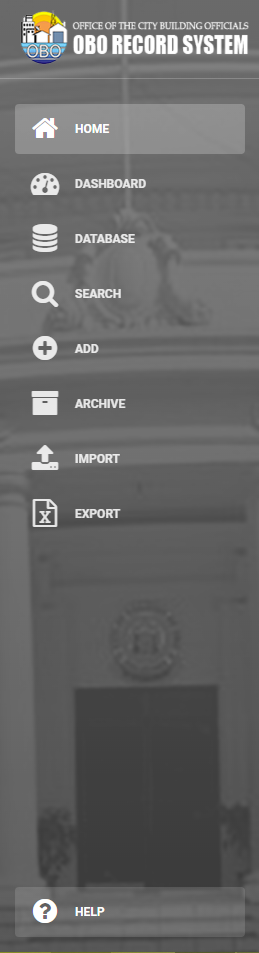 OFFICE OF THE CITY BUILDING OFFICIALS
OBO
OBO RECORD SYSTEM
HOME
DASHBOARD
DATABASE
SEARCH
ADD
ARCHIVE
IMPORT
X EXPORT
? HELP